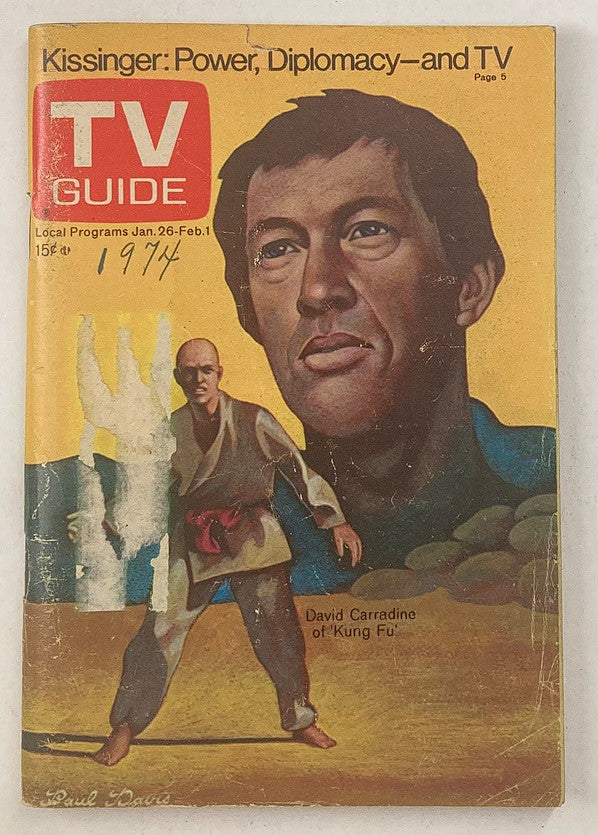 Kissinger: Power, Diplomacy—and TV
Page 5
TV
GUIDE
Local Programs Jan. 26-Feb. 1
15¢
1974
David Carradine
of 'Kung Fu'
Paul Davis